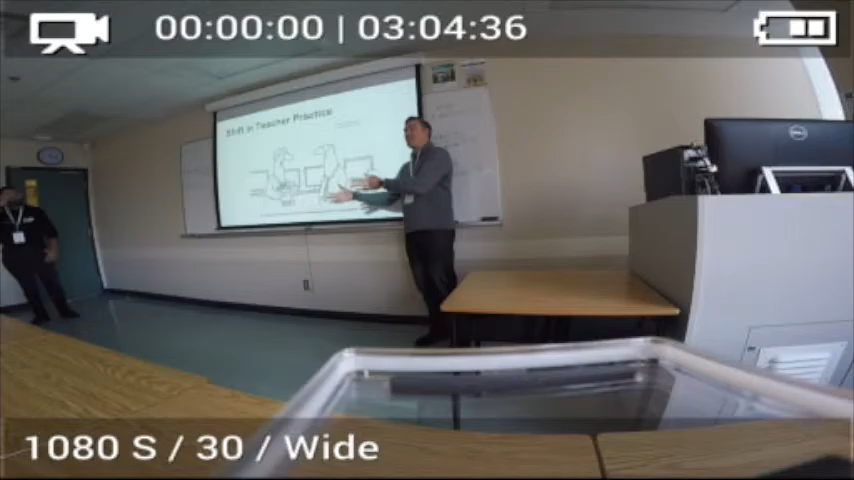 00:00:00 | 03:04:36
Shift in Teacher Practice
DELL
1080 S / 30 / Wide